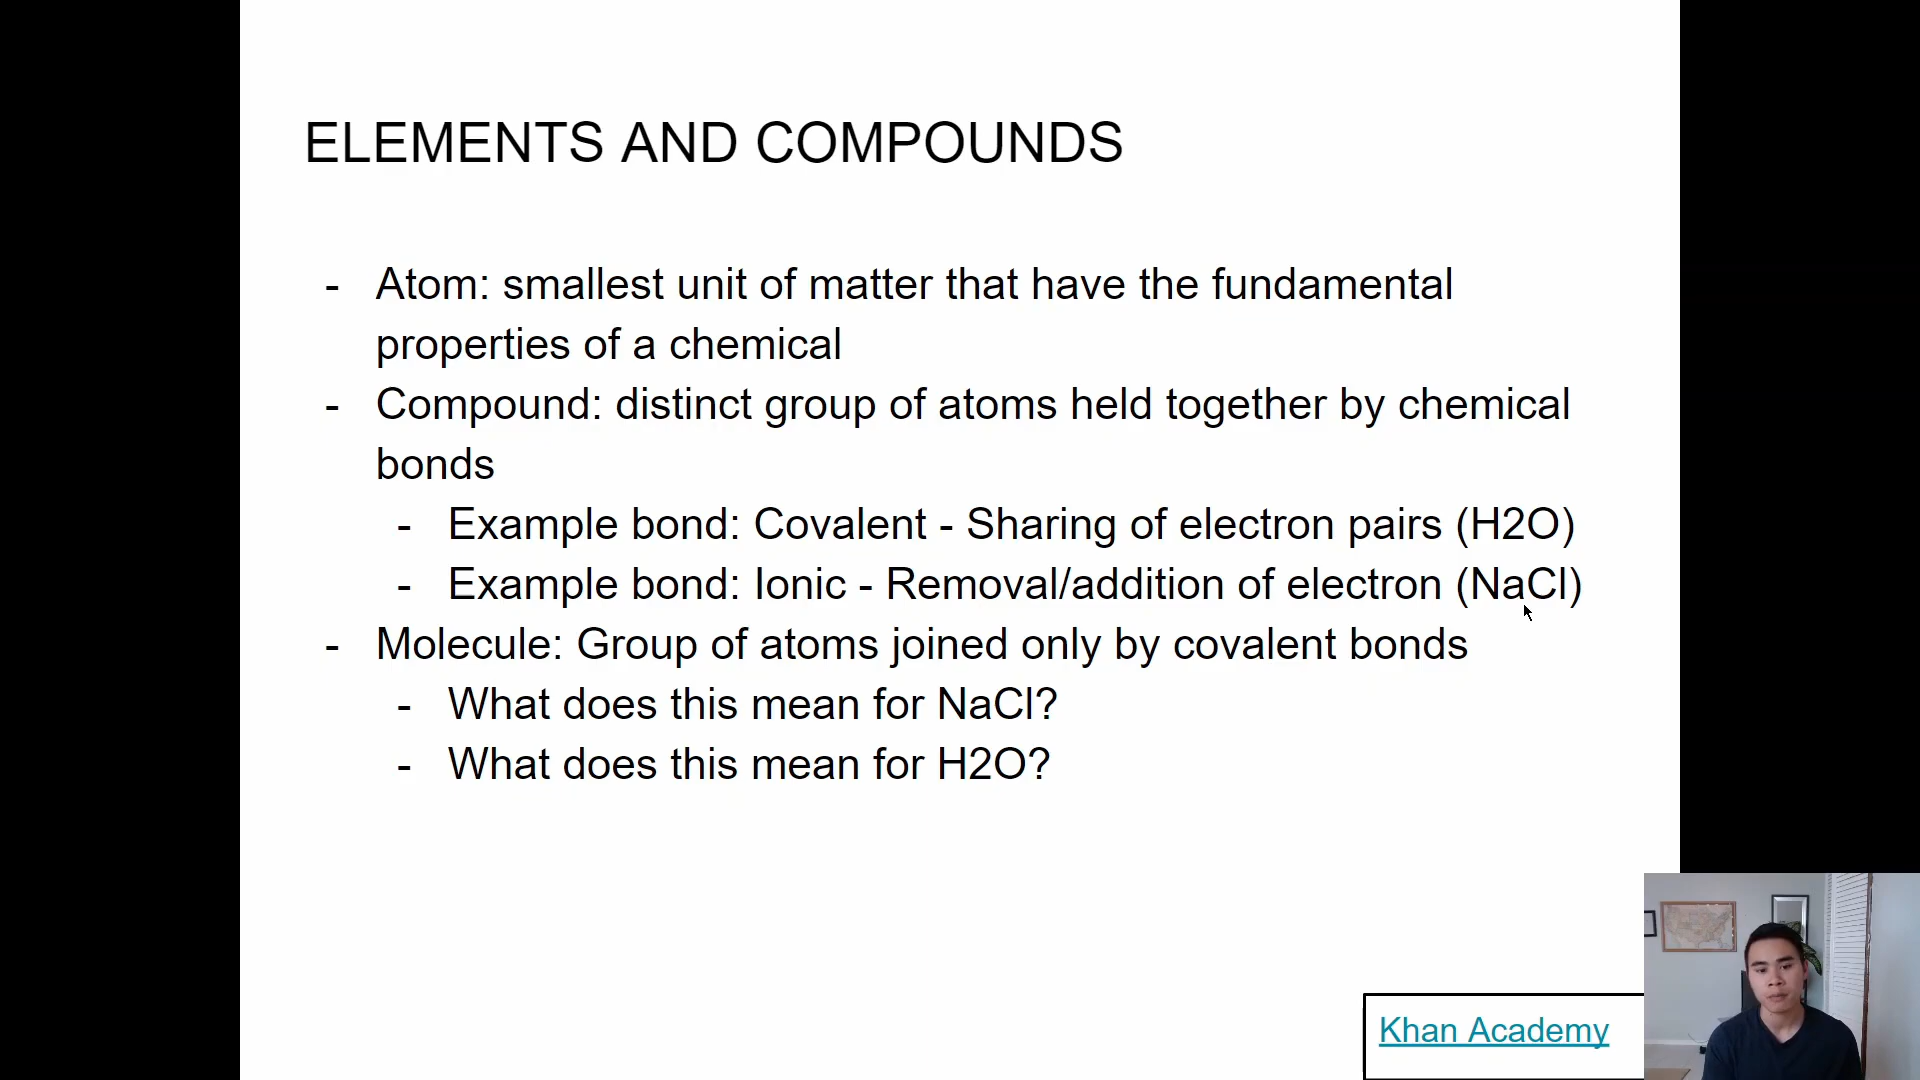 ELEMENTS AND COMPOUNDS
- Atom: smallest unit of matter that have the fundamental
properties of a chemical
- Compound: distinct group of atoms held together by chemical
bonds
- Example bond: Covalent - Sharing of electron pairs (H2O)
- Example bond: Ionic - Removal/addition of electron (NaCl)
- Molecule: Group of atoms joined only by covalent bonds
- What does this mean for NaCl?
- What does this mean for H2O?
Khan Academy